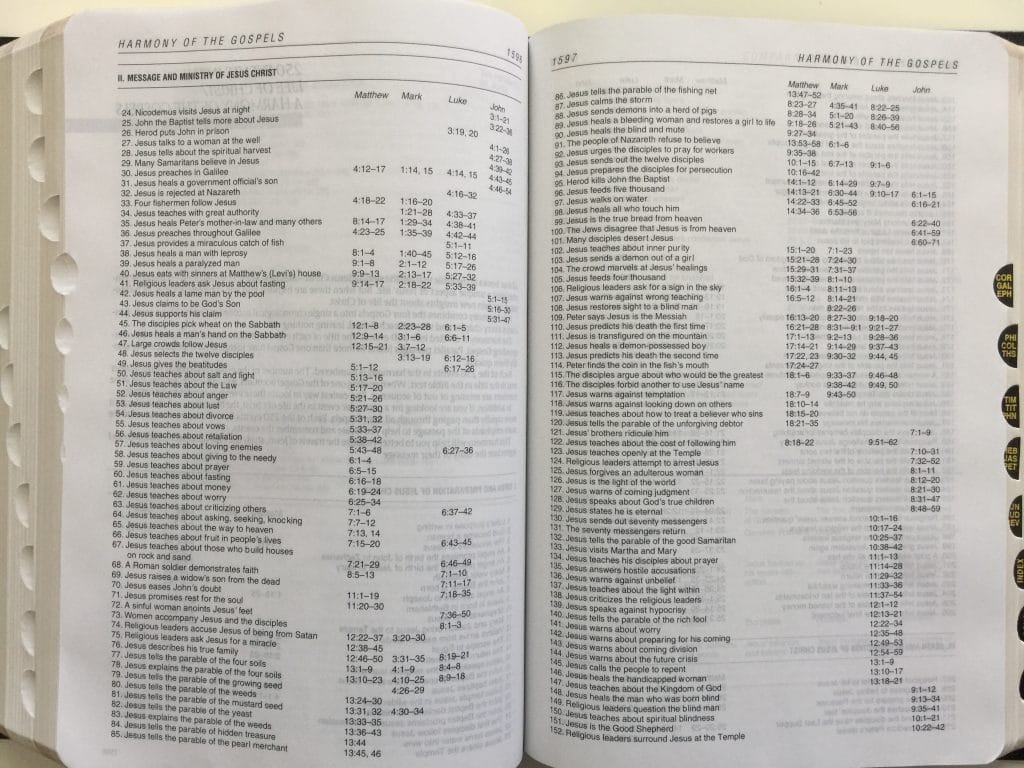 HARMONY OF THE GOSPELS 1596
II. MESSAGE AND MINISTRY OF JESUS CHRIST
Matthew Mark Luke John
24. Nicodemus visits Jesus at night 3:1–21
25. John the Baptist tells more about Jesus 3:22–36
26. Herod puts John in prison 3:19, 20
27. Jesus talks to a woman at the well 4:1–26
28. Jesus tells about the spiritual harvest 4:27–38
29. Many Samaritans believe in Jesus 4:39–42
30. Jesus preaches in Galilee 4:12–17 1:14, 15 4:14, 15 4:43–45
31. Jesus heals a government official's son 4:46–54
32. Jesus is rejected at Nazareth 4:16–32
33. Four fishermen follow Jesus 4:18–22 1:16–20
34. Jesus teaches with great authority 1:21–28 4:33–37
35. Jesus heals Peter's mother-in-law and many others 8:14–17 1:29–34 4:38–41
36. Jesus preaches throughout Galilee 4:23–25 1:35–39 4:42–44
37. Jesus provides a miraculous catch of fish 5:1–11
38. Jesus heals a man with leprosy 8:1–4 1:40–45 5:12–16
39. Jesus heals a paralyzed man 9:1–8 2:1–12 5:17–26
40. Jesus eats with sinners at Matthew's (Levi's) house 9:9–13 2:13–17 5:27–32
41. Religious leaders ask Jesus about fasting 9:14–17 2:18–22 5:33–39
42. Jesus heals a lame man by the pool 5:1–15
43. Jesus claims to be God's Son 5:16–30
44. Jesus supports his claim 5:31–47
45. The disciples pick wheat on the Sabbath 12:1–8 2:23–28 6:1–5
46. Jesus heals a man's hand on the Sabbath 12:9–14 3:1–6 6:6–11
47. Large crowds follow Jesus 12:15–21 3:7–12
48. Jesus selects the twelve disciples 3:13–19 6:12–16
49. Jesus gives the beatitudes 5:1–12 6:17–26
50. Jesus teaches about salt and light 5:13–16
51. Jesus teaches about the Law 5:17–20
52. Jesus teaches about anger 5:21–26
53. Jesus teaches about lust 5:27–30
54. Jesus teaches about divorce 5:31, 32
55. Jesus teaches about vows 5:33–37
56. Jesus teaches about retaliation 5:38–42
57. Jesus teaches about loving enemies 5:43–48 6:27–36
58. Jesus teaches about giving to the needy 6:1–4
59. Jesus teaches about prayer 6:5–15
60. Jesus teaches about fasting 6:16–18
61. Jesus teaches about money 6:19–24
62. Jesus teaches about worry 6:25–34
63. Jesus teaches about criticizing others 7:1–6 6:37–42
64. Jesus teaches about asking, seeking, knocking 7:7–12
65. Jesus teaches about the way to heaven 7:13, 14
66. Jesus teaches about fruit in people's lives 7:15–20 6:43–45
67. Jesus teaches about those who build houses
on rock and sand 7:21–29 6:46–49
68. A Roman soldier demonstrates faith 8:5–13 7:1–10
69. Jesus raises a widow's son from the dead 7:11–17
70. Jesus eases John's doubt 11:1–19 7:18–35
71. Jesus promises rest for the soul 11:20–30
72. A sinful woman anoints Jesus' feet 7:36–50
73. Women accompany Jesus and the disciples 8:1–3
74. Religious leaders accuse Jesus of being from Satan 12:22–37 3:20–30
75. Religious leaders ask Jesus for a miracle 12:38–45
76. Jesus describes his true family 12:46–50 3:31–35 8:19–21
77. Jesus tells the parable of the four soils 13:1–9 4:1–9 8:4–8
78. Jesus explains the parable of the four soils 13:10–23 4:10–25 8:9–18
79. Jesus tells the parable of the growing seed 4:26–29
80. Jesus tells the parable of the weeds 13:24–30
81. Jesus tells the parable of the mustard seed 13:31, 32 4:30–34
82. Jesus tells the parable of the yeast 13:33–35
83. Jesus explains the parable of the weeds 13:36–43
84. Jesus tells the parable of hidden treasure 13:44
85. Jesus tells the parable of the pearl merchant 13:45, 46
1597 HARMONY OF THE GOSPELS
Matthew Mark Luke John
86. Jesus tells the parable of the fishing net 13:47–52
87. Jesus calms the storm 8:23–27 4:35–41 8:22–25
88. Jesus sends demons into a herd of pigs 8:28–34 5:1–20 8:26–39
89. Jesus heals a bleeding woman and restores a girl to life 9:18–26 5:21–43 8:40–56
90. Jesus heals the blind and mute 9:27–34
91. The people of Nazareth refuse to believe 13:53–58 6:1–6
92. Jesus urges the disciples to pray for workers 9:35–38
93. Jesus sends out the twelve disciples 10:1–15 6:7–13 9:1–6
94. Jesus prepares the disciples for persecution 10:16–42
95. Herod kills John the Baptist 14:1–12 6:14–29 9:7–9
96. Jesus feeds five thousand 14:13–21 6:30–44 9:10–17 6:1–15
97. Jesus walks on water 14:22–33 6:45–52 6:16–21
98. Jesus heals all who touch him 14:34–36 6:53–56
99. Jesus is the true bread from heaven 6:22–40
100. The Jews disagree that Jesus is from heaven 6:41–59
101. Many disciples desert Jesus 6:60–71
102. Jesus teaches about inner purity 15:1–20 7:1–23
103. Jesus sends a demon out of a girl 15:21–28 7:24–30
104. The crowd marvels at Jesus' healings 15:29–31 7:31–37
105. Jesus feeds four thousand 15:32–39 8:1–10
106. Religious leaders ask for a sign in the sky 16:1–4 8:11–13
107. Jesus warns against wrong teaching 16:5–12 8:14–21
108. Jesus restores sight to a blind man 8:22–26
109. Peter says Jesus is the Messiah 16:13–20 8:27–30 9:18–20
110. Jesus predicts his death the first time 16:21–28 8:31—9:1 9:21–27
111. Jesus is transfigured on the mountain 17:1–13 9:2–13 9:28–36
112. Jesus heals a demon-possessed boy 17:14–21 9:14–29 9:37–43
113. Jesus predicts his death the second time 17:22, 23 9:30–32 9:44, 45
114. Peter finds the coin in the fish's mouth 17:24–27
115. The disciples argue about who would be the greatest 18:1–6 9:33–37 9:46–48
116. The disciples forbid another to use Jesus' name 9:38–42 9:49, 50
117. Jesus warns against temptation 18:7–9 9:43–50
118. Jesus warns against looking down on others 18:10–14
119. Jesus teaches about how to treat a believer who sins 18:15–20
120. Jesus tells the parable of the unforgiving debtor 18:21–35
121. Jesus' brothers ridicule him 7:1–9
122. Jesus teaches about the cost of following him 8:18–22 9:51–62
123. Jesus teaches openly at the Temple 7:10–31
124. Religious leaders attempt to arrest Jesus 7:32–52
125. Jesus forgives an adulterous woman 8:1–11
126. Jesus is the light of the world 8:12–20
127. Jesus warns of coming judgment 8:21–30
128. Jesus speaks about God's true children 8:31–47
129. Jesus states he is eternal 8:48–59
130. Jesus sends out seventy messengers 10:1–16
131. The seventy messengers return 10:17–24
132. Jesus tells the parable of the good Samaritan 10:25–37
133. Jesus visits Martha and Mary 10:38–42
134. Jesus teaches his disciples about prayer 11:1–13
135. Jesus answers hostile accusations 11:14–28
136. Jesus warns against unbelief 11:29–32
137. Jesus teaches about the light within 11:33–36
138. Jesus criticizes the religious leaders 11:37–54
139. Jesus speaks against hypocrisy 12:1–12
140. Jesus tells the parable of the rich fool 12:13–21
141. Jesus warns about worry 12:22–34
142. Jesus warns about preparing for his coming 12:35–48
143. Jesus warns about coming division 12:49–53
144. Jesus warns about the future crisis 12:54–59
145. Jesus calls the people to repent 13:1–9
146. Jesus heals the handicapped woman 13:10–17
147. Jesus teaches about the Kingdom of God 13:18–21
148. Jesus heals the man who was born blind 9:1–12
149. Religious leaders question the blind man 9:13–34
150. Jesus teaches about spiritual blindness 9:35–41
151. Jesus is the Good Shepherd 10:1–21
152. Religious leaders surround Jesus at the Temple 10:22–42
COR
GAL
EPH
PHI
COL
THS
TIM
TIT
PHN
HEB
JAS
PET
INDEX